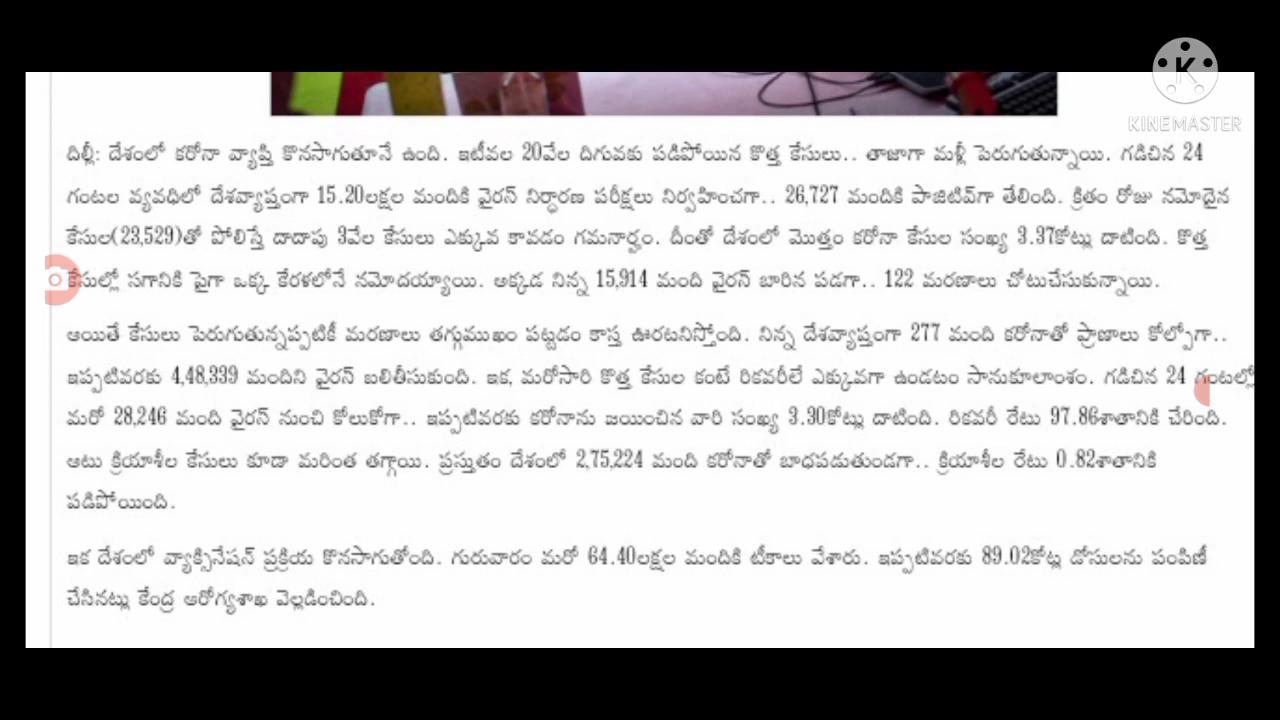 KINEMASTER
దిల్లీ: దేశంలో కరోనా వ్యాప్తి కొనసాగుతూనే ఉంది. ఇటీవల 20వేల దిగువకు పడిపోయిన కొత్త కేసులు.. తాజాగా మళ్లీ పెరుగుతున్నాయి. గడిచిన 24
గంటల వ్యవధిలో దేశవ్యాప్తంగా 15.20లక్షల మందికి వైరస్ నిర్ధారణ పరీక్షలు నిర్వహించగా.. 26,727 మందికి పాజిటివ్‌గా తేలింది. క్రితం రోజు నమోదైన
కేసుల(23,529)తో పోలిస్తే దాదాపు 3వేల కేసులు ఎక్కువ కావడం గమనార్హం. దీంతో దేశంలో మొత్తం కరోనా కేసుల సంఖ్య 3.37కోట్లు దాటింది. కొత్త
కేసుల్లో సగానికి పైగా ఒక్క కేరళలోనే నమోదయ్యాయి. అక్కడ నిన్న 15,914 మంది వైరస్ బారిన పడగా.. 122 మరణాలు చోటుచేసుకున్నాయి.
అయితే కేసులు పెరుగుతున్నప్పటికీ మరణాలు తగ్గుముఖం పట్టడం కాస్త ఊరటనిస్తోంది. నిన్న దేశవ్యాప్తంగా 277 మంది కరోనాతో ప్రాణాలు కోల్పోగా..
ఇప్పటివరకు 4,48,339 మందిని వైరస్ బలితీసుకుంది. ఇక, మరోసారి కొత్త కేసుల కంటే రికవరీలే ఎక్కువగా ఉండటం సానుకూలాంశం. గడిచిన 24 గంటల్లో
మరో 28,246 మంది వైరస్ నుంచి కోలుకోగా.. ఇప్పటివరకు కరోనాను జయించిన వారి సంఖ్య 3.30కోట్లు దాటింది. రికవరీ రేటు 97.86శాతానికి చేరింది.
అటు క్రియాశీల కేసులు కూడా మరింత తగ్గాయి. ప్రస్తుతం దేశంలో 2,75,224 మంది కరోనాతో బాధపడుతుండగా.. క్రియాశీల రేటు 0.82శాతానికి
పడిపోయింది.
ఇక దేశంలో వ్యాక్సినేషన్ ప్రక్రియ కొనసాగుతోంది. గురువారం మరో 64.40లక్షల మందికి టీకాలు వేశారు. ఇప్పటివరకు 89.02కోట్ల డోసులను పంపిణీ
చేసినట్లు కేంద్ర ఆరోగ్యశాఖ వెల్లడించింది.